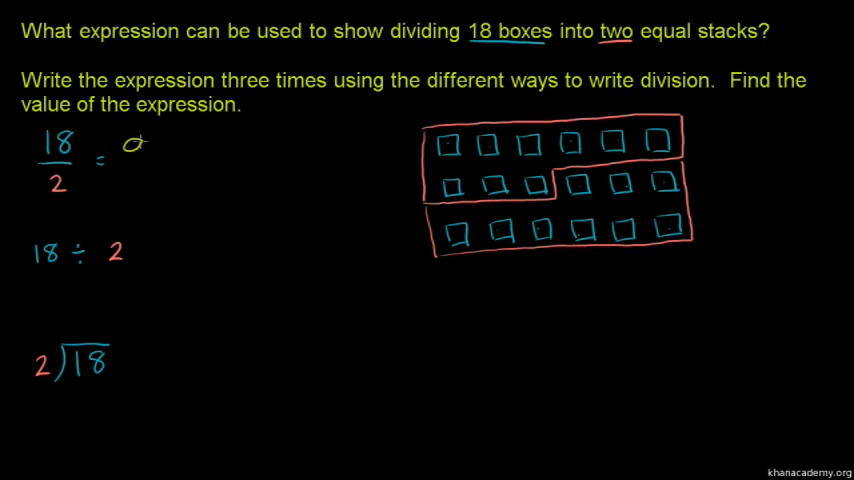 What expression can be used to show dividing 18 boxes into two equal stacks?
Write the expression three times using the different ways to write division. Find the
value of the expression.
18
2 =
18 ÷ 2
2)18
khanacademy.org